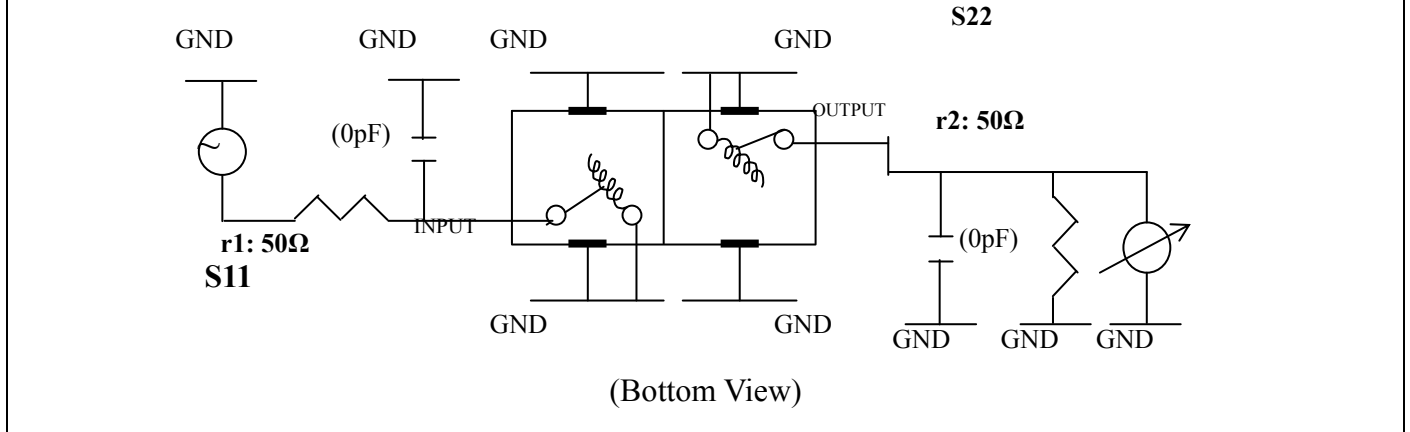 S22
GND GND GND GND
(0pF)
OUTPUT
r2: 50Ω
INPUT
r1: 50Ω
S11
(0pF)
GND GND
GND GND GND
(Bottom View)